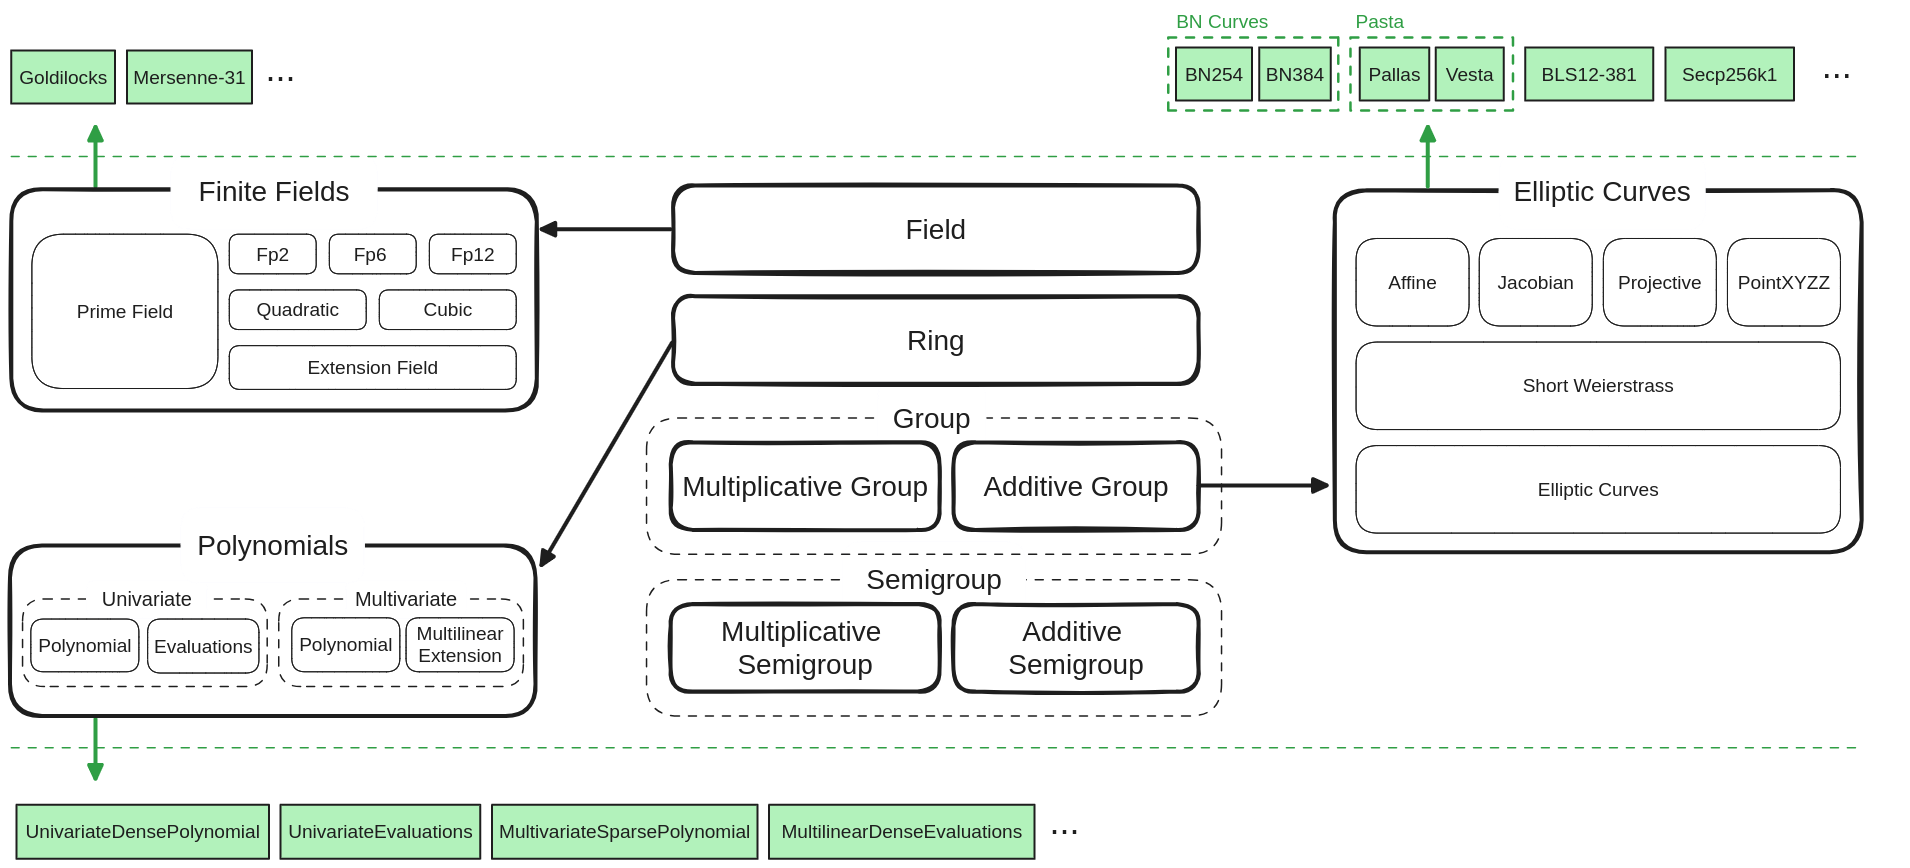 BN Curves
Pasta
Goldilocks
Mersenne-31
...
BN254
BN384
Pallas
Vesta
BLS12-381
Secp256k1
...
Finite Fields
Fp2
Fp6
Fp12
Prime Field
Quadratic
Cubic
Extension Field
Field
Ring
Group
Multiplicative Group
Additive Group
Semigroup
Multiplicative
Semigroup
Additive
Semigroup
Elliptic Curves
Affine
Jacobian
Projective
PointXYZZ
Short Weierstrass
Elliptic Curves
Polynomials
Univariate
Polynomial
Evaluations
Multivariate
Polynomial
Multilinear
Extension
UnivariateDensePolynomial
UnivariateEvaluations
MultivariateSparsePolynomial
MultilinearDenseEvaluations
...